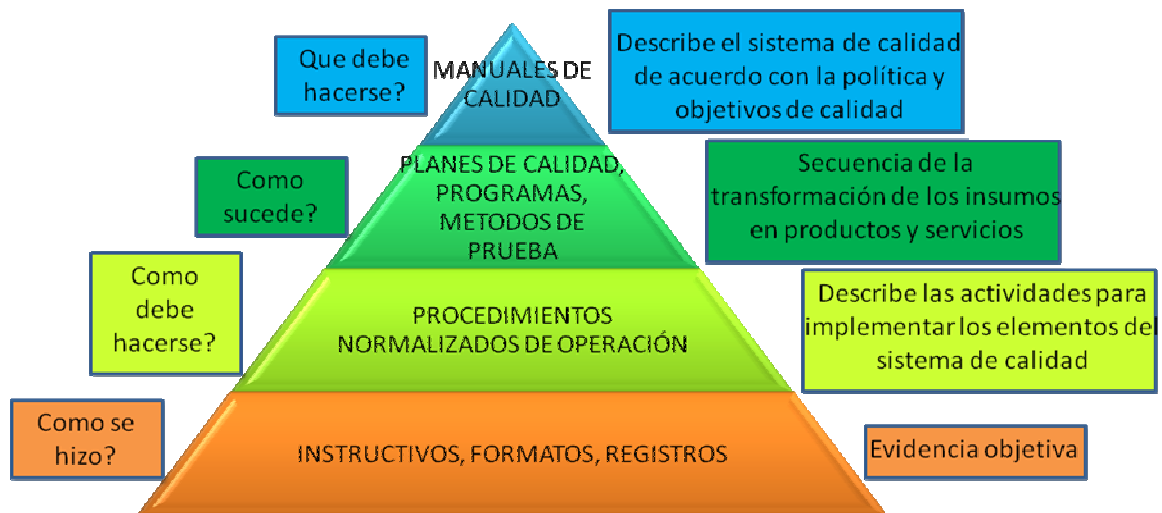 Que debe
hacerse?
MANUALES DE
CALIDAD
Describe el sistema de calidad
de acuerdo con la política y
objetivos de calidad
Como
sucede?
PLANES DE CALIDAD,
PROGRAMAS,
METODOS DE
PRUEBA
Secuencia de la
transformación de los insumos
en productos y servicios
Como
debe
hacerse?
PROCEDIMIENTOS
NORMALIZADOS DE OPERACIÓN
Describe las actividades para
implementar los elementos del
sistema de calidad
Como se
hizo?
INSTRUCTIVOS, FORMATOS, REGISTROS
Evidencia objetiva